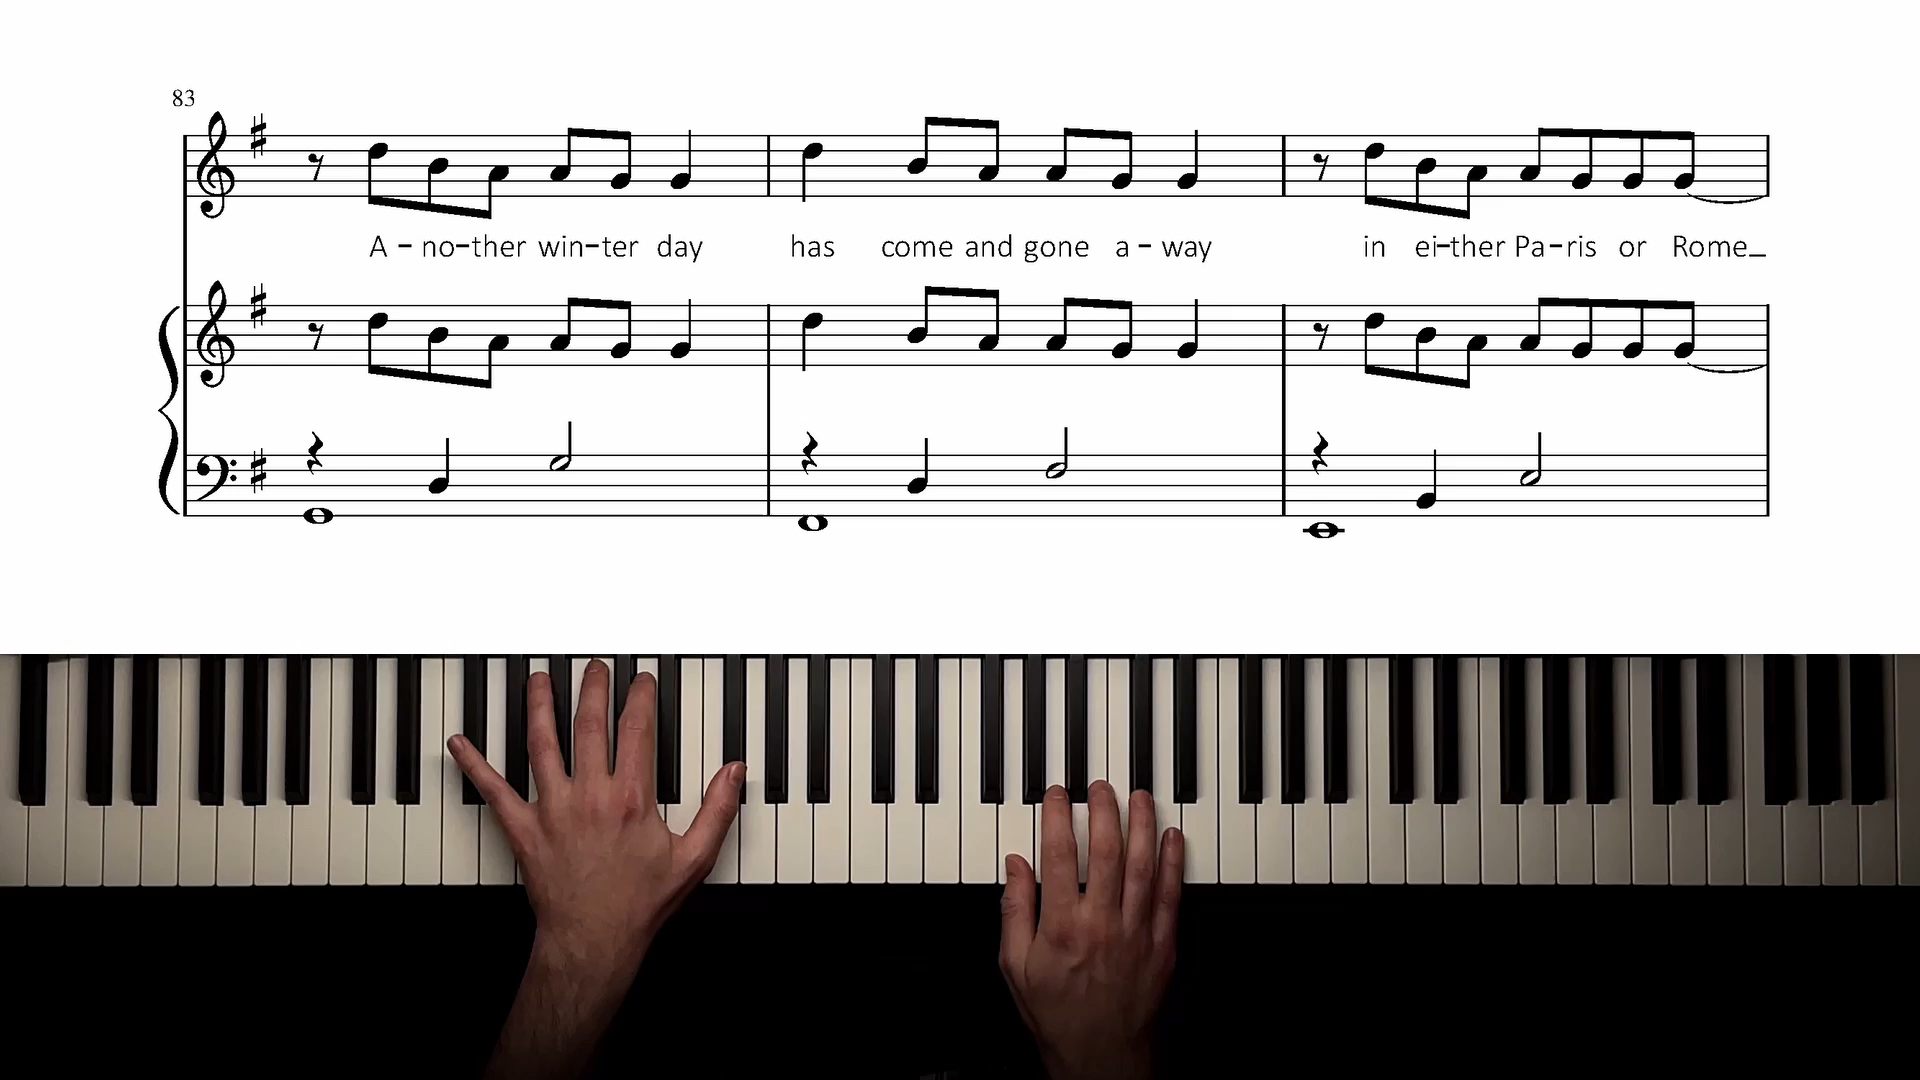 83
A - no-ther win-ter day has come and gone a - way in ei-ther Pa-ris or Rome_